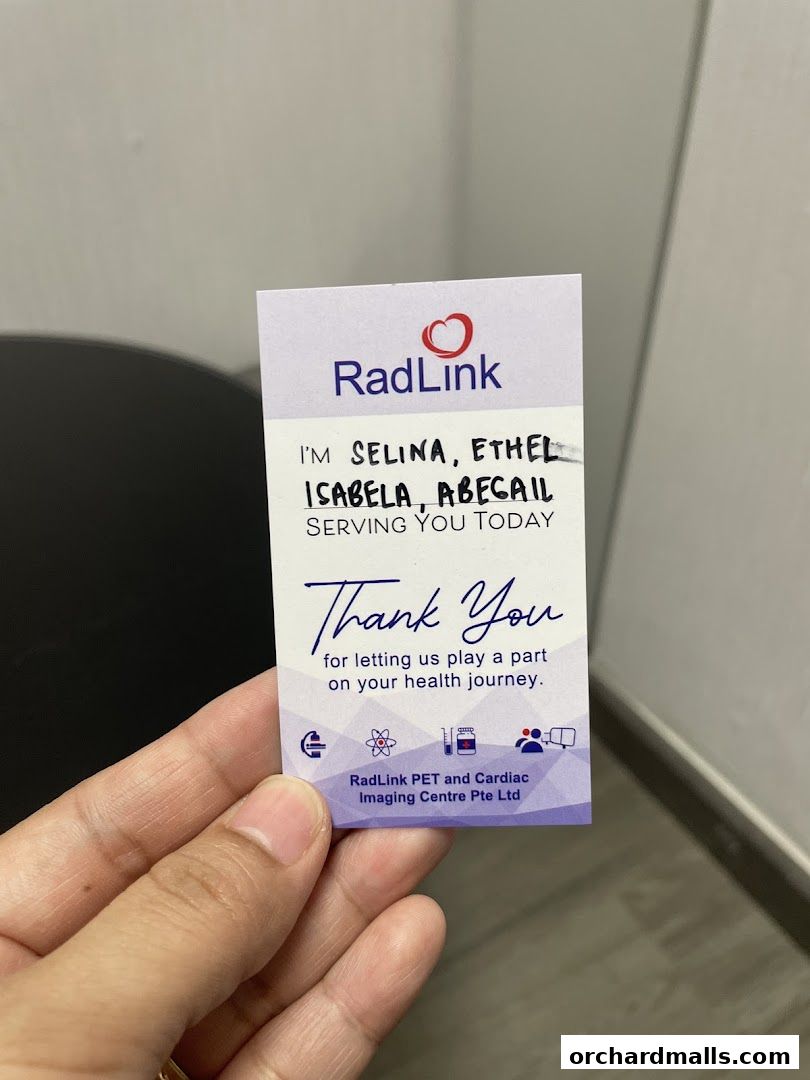 RadLink
I'M SELINA, ETHEL
ISABELA, ABEGAIL
SERVING YOU TODAY
Thank You
for letting us play a part
on your health journey.
RadLink PET and Cardiac
Imaging Centre Pte Ltd
orchardmalls.com